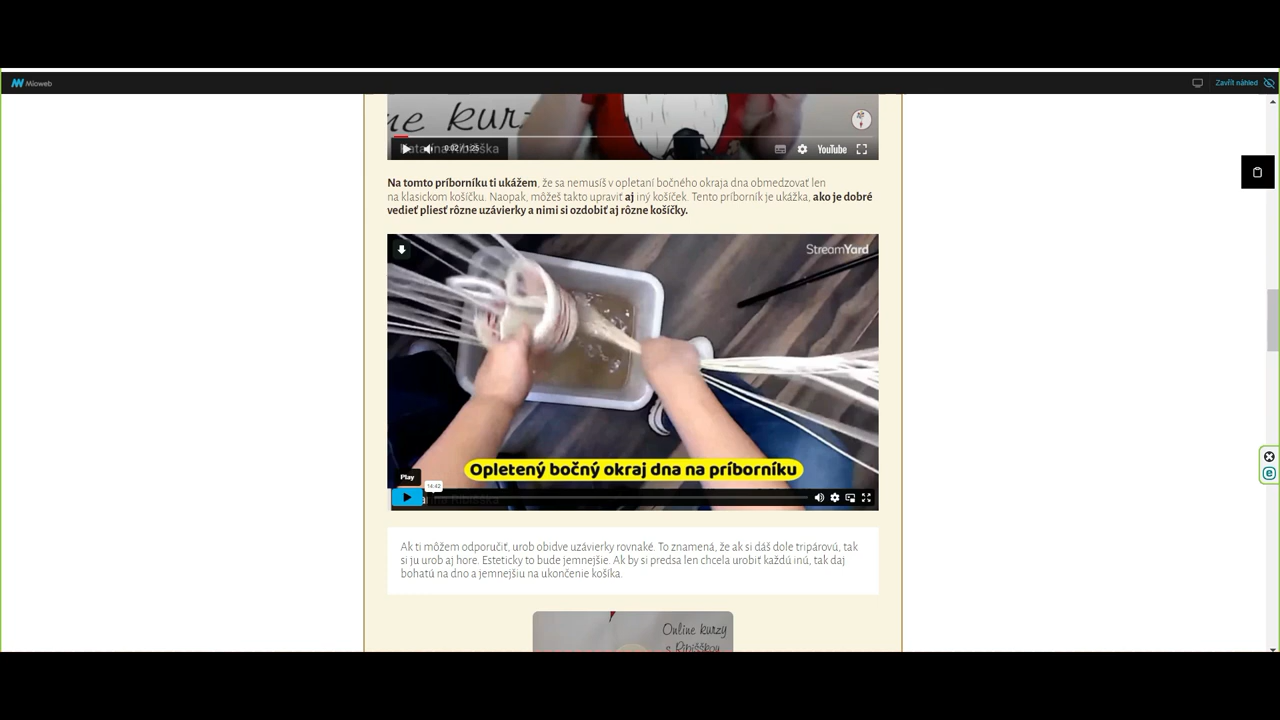 Mioweb
Zavřít náhled
ne kurz
0:02 / 1:25
YouTube
Na tomto príborníku ti ukážem, že sa nemusíš v opletaní bočného okraja dna obmedzovať len
na klasickom košíčku. Naopak, môžeš takto upraviť aj iný košíček. Tento príborník je ukážka, ako je dobré
vedieť pliesť rôzne uzávierky a nimi si ozdobiť aj rôzne košíčky.
StreamYard
Opletený bočný okraj dna na príborníku
Play
14:42
Ak ti môžem odporučiť, urob obidve uzávierky rovnaké. To znamená, že ak si dáš dole tripárovú, tak
si ju urob aj hore. Esteticky to bude jemnejšie. Ak by si predsa len chcela urobiť každú inú, tak daj
bohatú na dno a jemnejšiu na ukončenie košíka.
Online kurzy
s Ribišškou